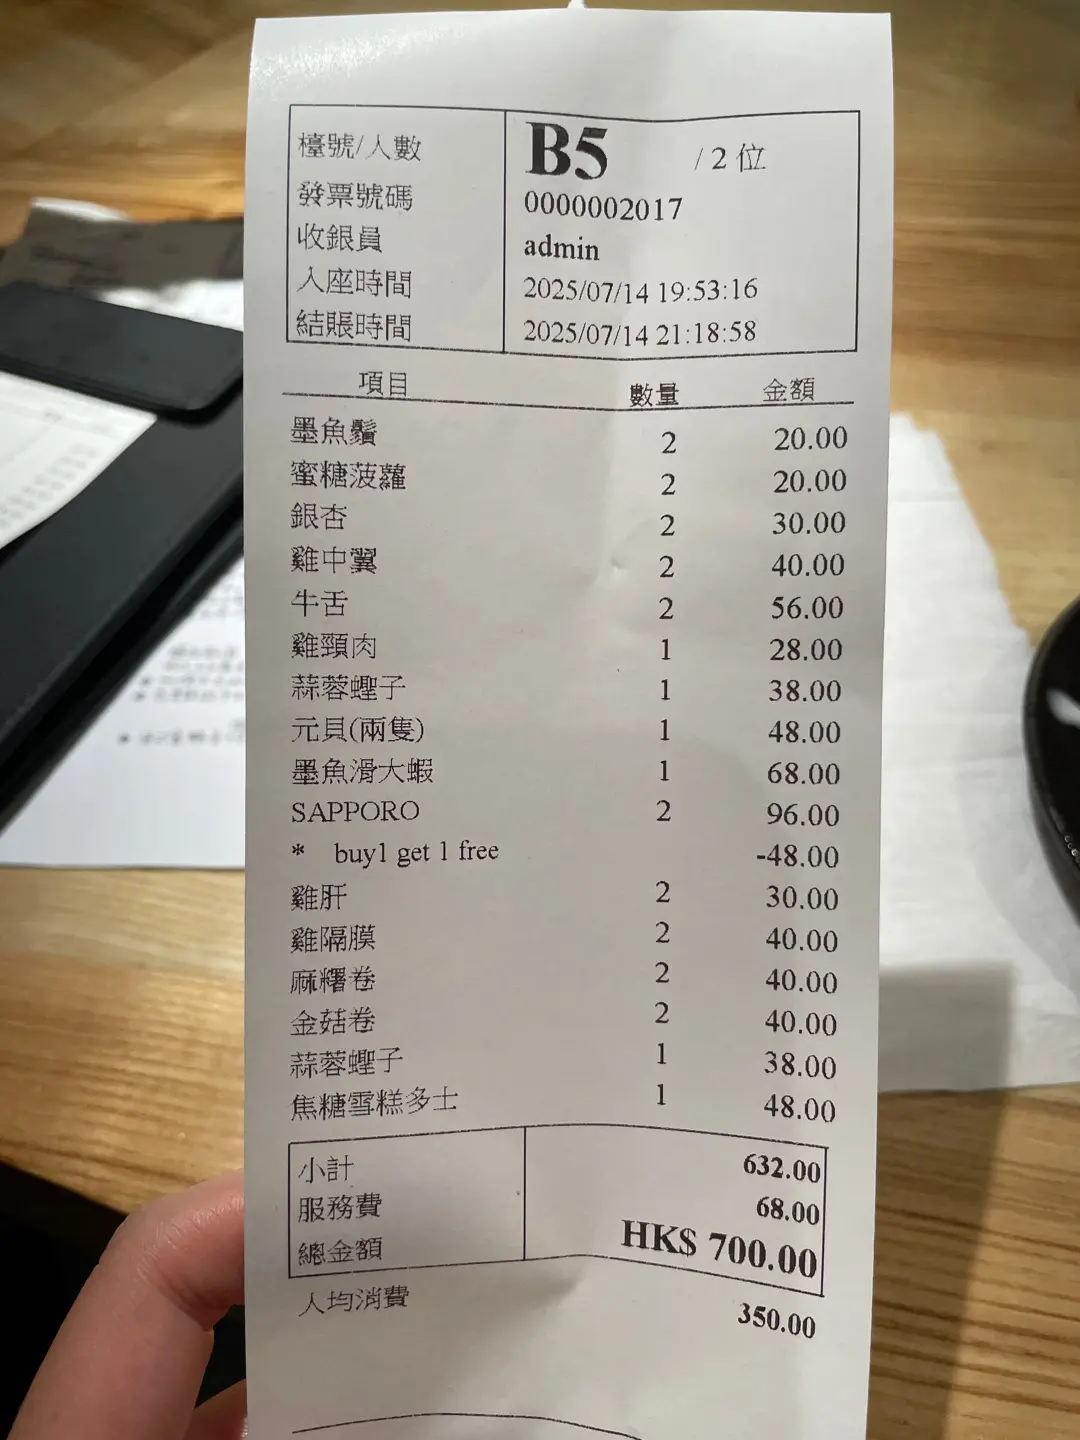 檯號/人數 B5 /2 位
發票號碼 0000002017
收銀員 admin
入座時間 2025/07/14 19:53:16
結賬時間 2025/07/14 21:18:58
項目 數量 金額
墨魚鬚 2 20.00
蜜糖菠蘿 2 20.00
銀杏 2 30.00
雞中翼 2 40.00
牛舌 2 56.00
雞頸肉 1 28.00
蒜蓉蟶子 1 38.00
元貝(兩隻) 1 48.00
墨魚滑大蝦 1 68.00
SAPPORO 2 96.00
* buy1 get 1 free -48.00
雞肝 2 30.00
雞隔膜 2 40.00
麻糬卷 2 40.00
金菇卷 2 40.00
蒜蓉蟶子 1 38.00
焦糖雪糕多士 1 48.00
小計 632.00
服務費 68.00
總金額 HK$ 700.00
人均消費 350.00